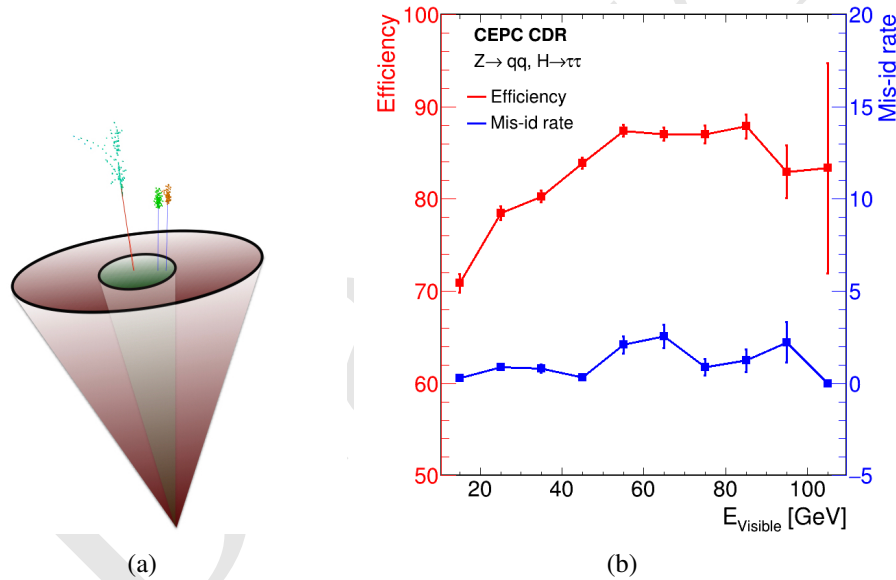 CEPC CDR
Z→ qq, H→ττ
Efficiency
Mis-id rate
Efficiency
100
90
80
70
60
50
Mis-id rate
20
15
10
5
0
−5
20 40 60 80 100
E_Visible [GeV]
(a)
(b)